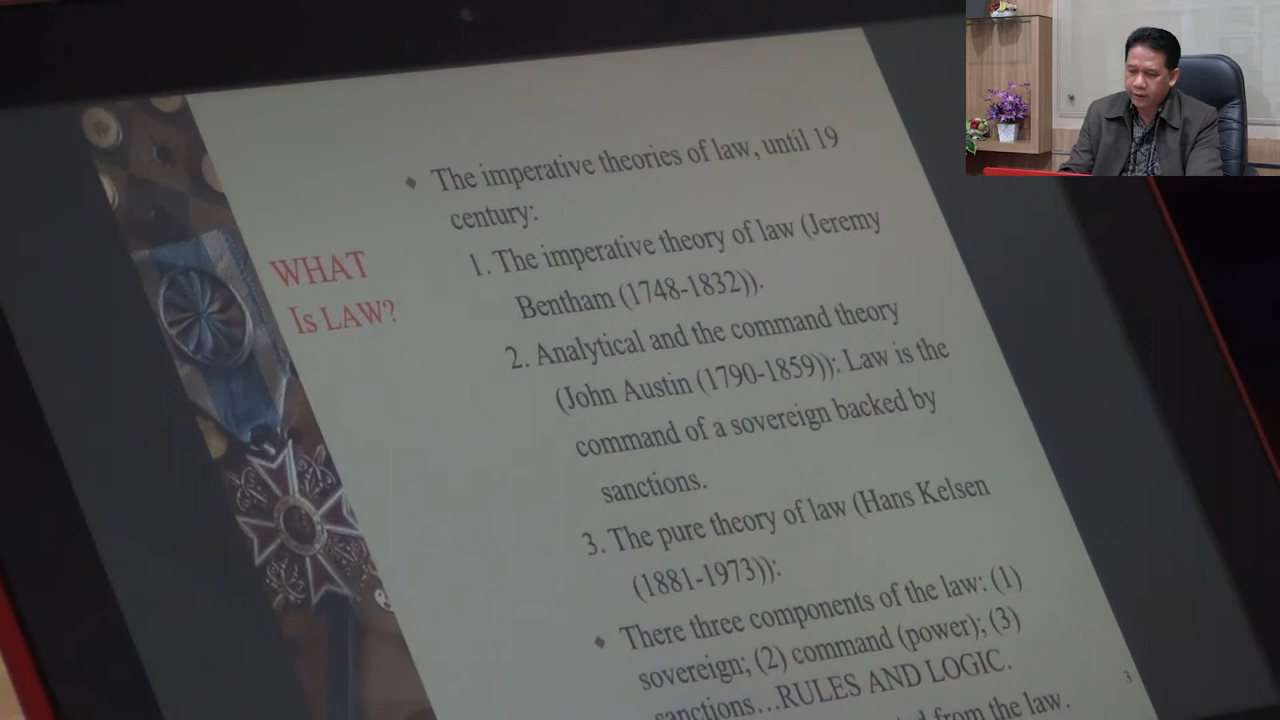 WHAT
Is LAW?
The imperative theories of law, until 19
century:
1. The imperative theory of law (Jeremy
Bentham (1748-1832)).
2. Analytical and the command theory
(John Austin (1790-1859)): Law is the
command of a sovereign backed by
sanctions.
3. The pure theory of law (Hans Kelsen
(1881-1973)):
There three components of the law: (1)
sovereign; (2) command (power); (3)
sanctions…RULES AND LOGIC.
from the law.
3